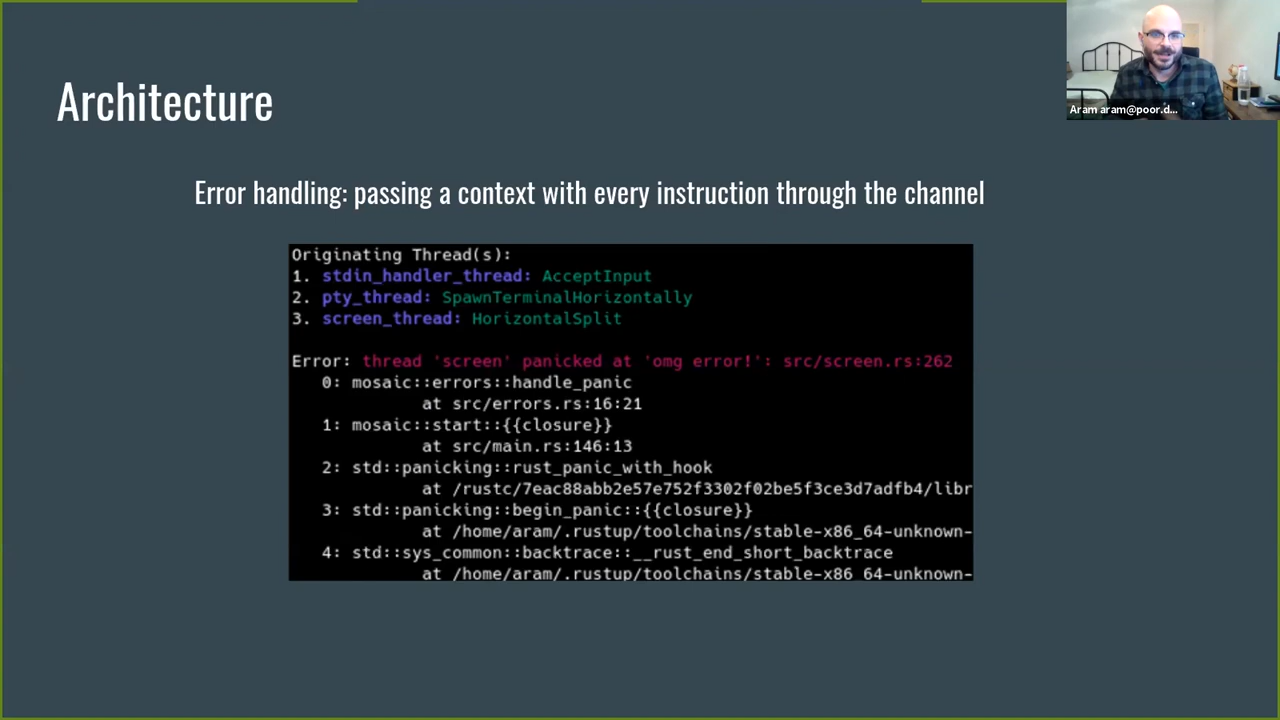 Architecture
Aram aram@poor.d...
Error handling: passing a context with every instruction through the channel
Originating Thread(s):
1. stdin_handler_thread: AcceptInput
2. pty_thread: SpawnTerminalHorizontally
3. screen_thread: HorizontalSplit
Error: thread 'screen' panicked at 'omg error!': src/screen.rs:262
0: mosaic::errors::handle_panic
at src/errors.rs:16:21
1: mosaic::start::{{closure}}
at src/main.rs:146:13
2: std::panicking::rust_panic_with_hook
at /rustc/7eac88abb2e57e752f3302f02be5f3ce3d7adfb4/libr
3: std::panicking::begin_panic::{{closure}}
at /home/aram/.rustup/toolchains/stable-x86_64-unknown-
4: std::sys_common::backtrace::__rust_end_short_backtrace
at /home/aram/.rustup/toolchains/stable-x86_64-unknown-